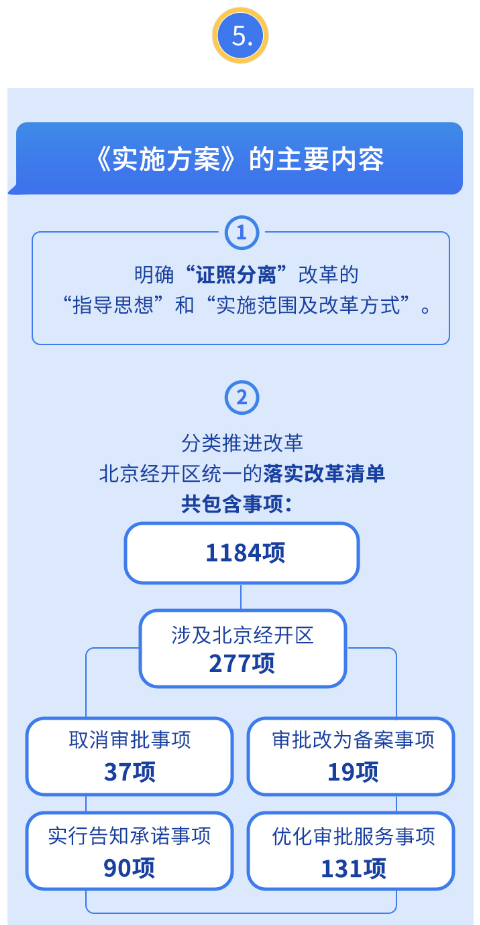 5.
《实施方案》的主要内容
1
明确“证照分离”改革的
“指导思想”和“实施范围及改革方式”。
2
分类推进改革
北京经开区统一的落实改革清单
共包含事项：
1184项
涉及北京经开区
277项
取消审批事项
37项
审批改为备案事项
19项
实行告知承诺事项
90项
优化审批服务事项
131项